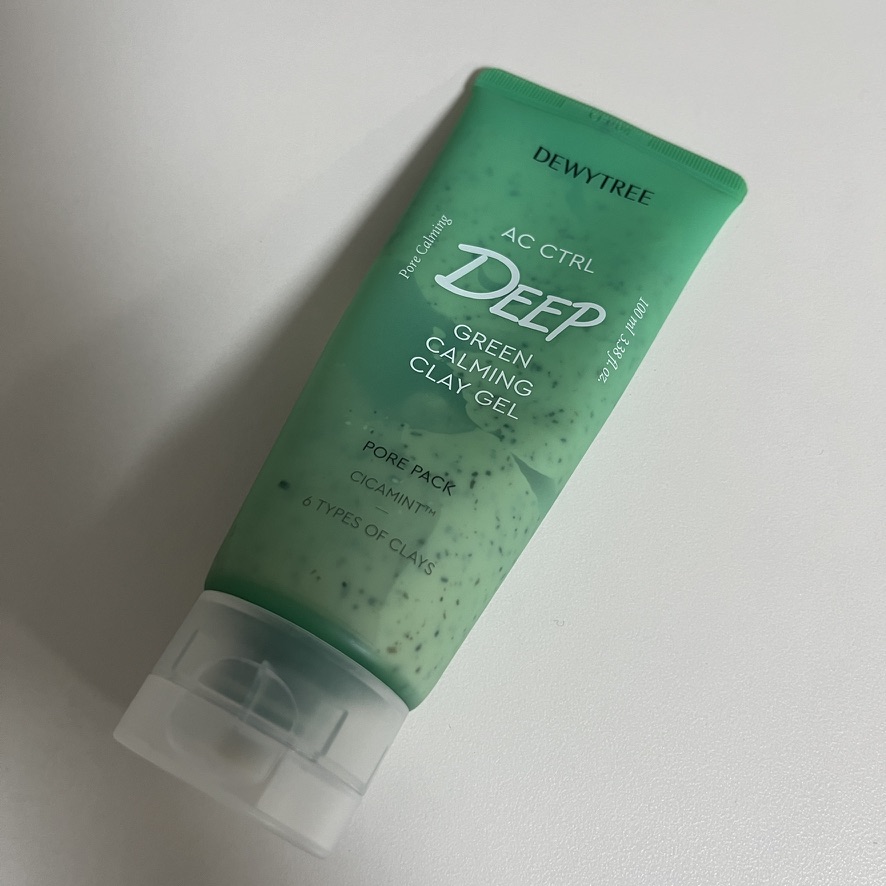 DEWYTREE
AC CTRL
DEEP
GREEN
CALMING
CLAY GEL
Pore Calming
100 ml 3.38 fl oz.
PORE PACK
CICAMINT™
—
6 TYPES OF CLAYS